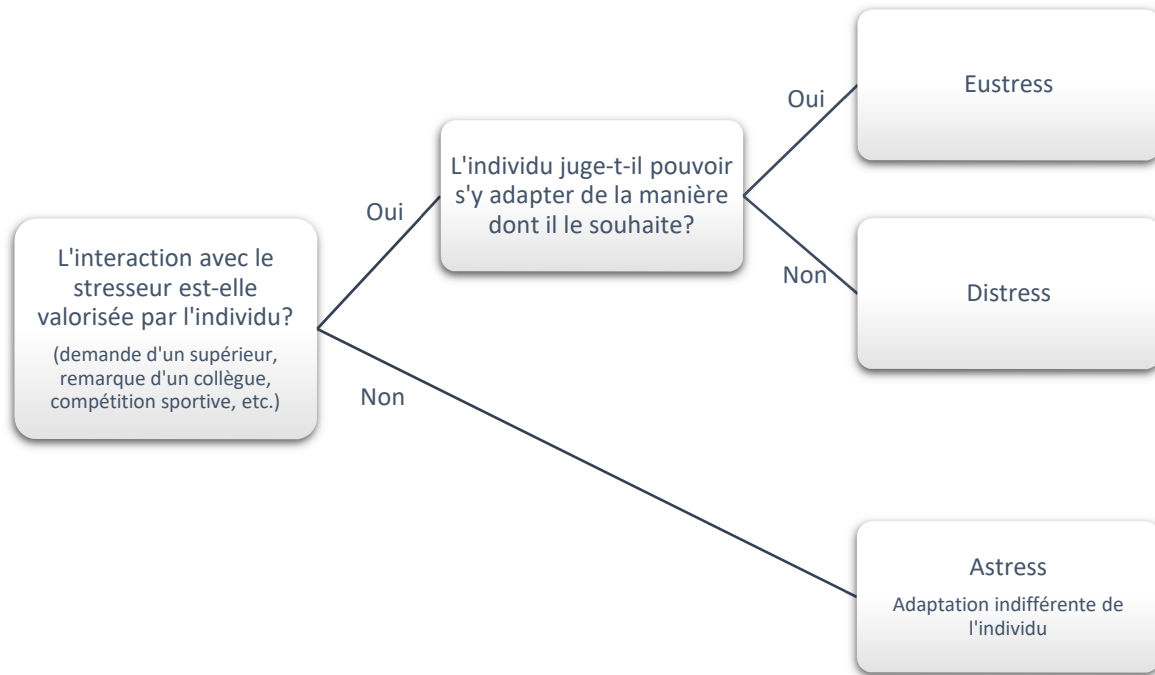 L'interaction avec le
stresseur est-elle
valorisée par l'individu?
(demande d'un supérieur,
remarque d'un collègue,
compétition sportive, etc.)
Oui
L'individu juge-t-il pouvoir
s'y adapter de la manière
dont il le souhaite?
Oui
Eustress
Non
Distress
Non
Astress
Adaptation indifférente de
l'individu